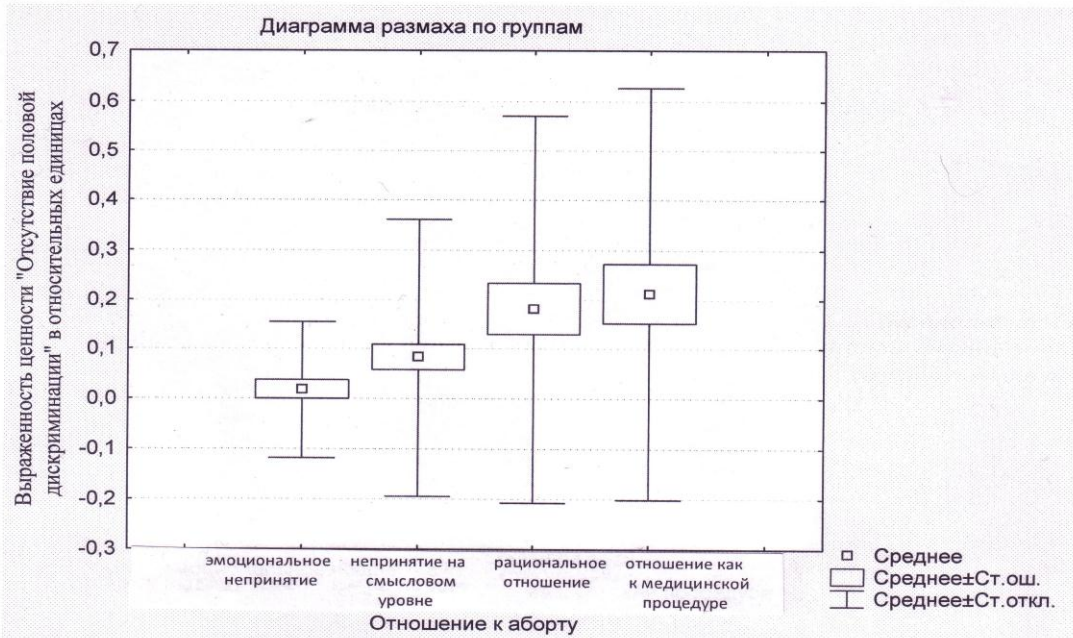 Диаграмма размаха по группам
Выраженность ценности "Отсутствие половой
дискриминации" в относительных единицах
0,7
0,6
0,5
0,4
0,3
0,2
0,1
0,0
-0,1
-0,2
-0,3
эмоциональное
непринятие
непринятие на
смысловом
уровне
рациональное
отношение
отношение как
к медицинской
процедуре
Отношение к аборту
Среднее
Среднее±Ст.ош.
Среднее±Ст.откл.